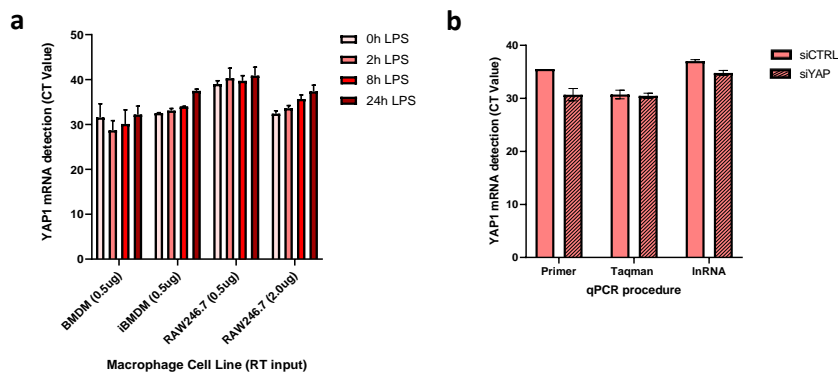 a
YAP1 mRNA detection (CT Value)
50
40
30
20
10
0
BMDM (0.5ug)
iBMDM (0.5ug)
RAW246.7 (0.5ug)
RAW246.7 (2.0ug)
Macrophage Cell Line (RT input)
0h LPS
2h LPS
8h LPS
24h LPS
b
YAP1 mRNA detection (CT Value)
40
30
20
10
0
Primer
Taqman
lnRNA
qPCR procedure
siCTRL
siYAP